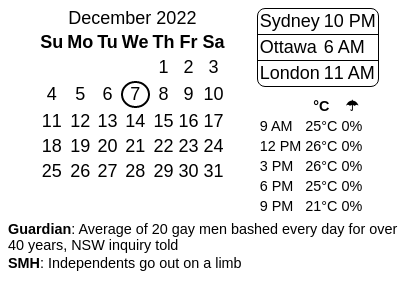 December 2022
Su Mo Tu We Th Fr Sa
1 2 3
4 5 6 7 8 9 10
11 12 13 14 15 16 17
18 19 20 21 22 23 24
25 26 27 28 29 30 31
Sydney 10 PM
Ottawa 6 AM
London 11 AM
°C ☂
9 AM 25°C 0%
12 PM 26°C 0%
3 PM 26°C 0%
6 PM 25°C 0%
9 PM 21°C 0%
Guardian: Average of 20 gay men bashed every day for over
40 years, NSW inquiry told
SMH: Independents go out on a limb